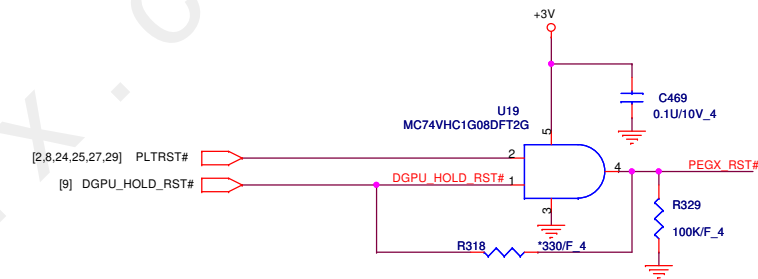 +3V
U19
MC74VHC1G08DFT2G
C469
0.1U/10V_4
5
[2,8,24,25,27,29] PLTRST#
2
4
PEGX_RST#
[9] DGPU_HOLD_RST#
DGPU_HOLD_RST#
1
3
R329
100K/F_4
R318
*330/F_4
x.